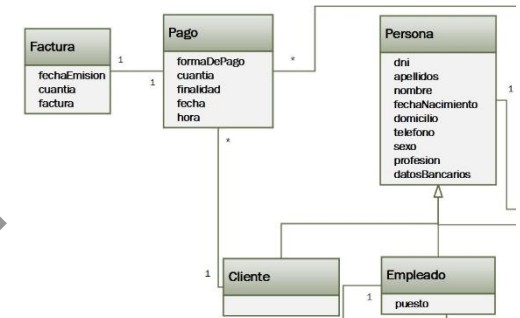 Factura
fechaEmision
cuantia
factura
1
1
Pago
formaDePago
cuantia
finalidad
fecha
hora
*
*
Persona
dni
apellidos
nombre
fechaNacimiento
domicilio
telefono
sexo
profesion
datosBancarios
1
1
Cliente
1
Empleado
puesto